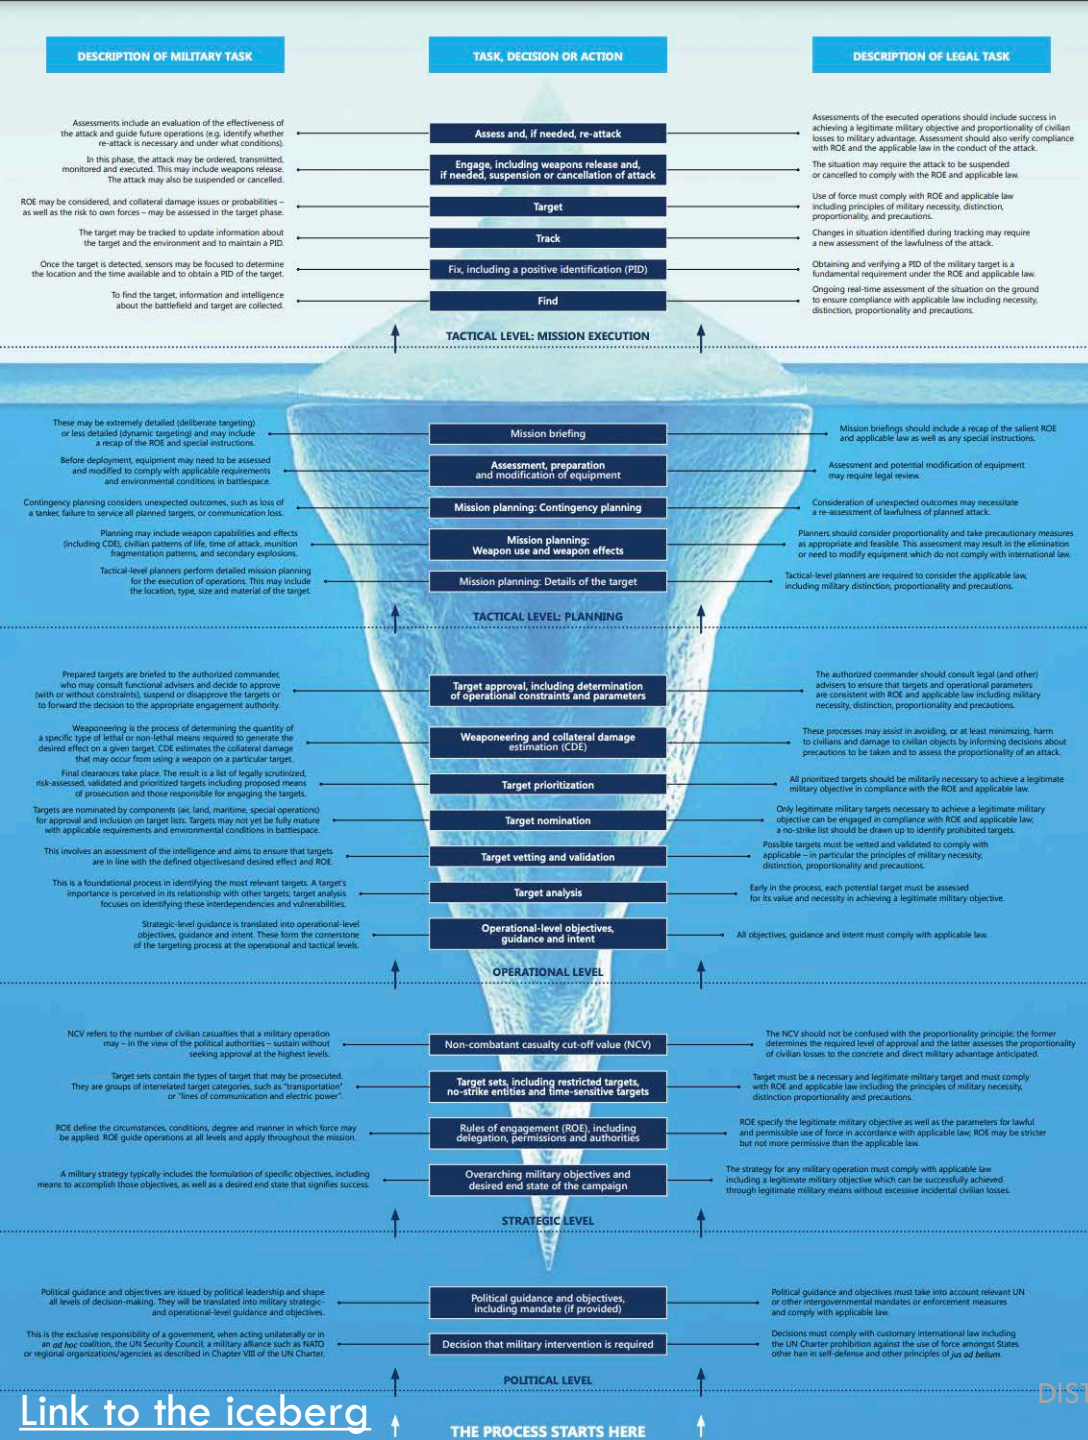 DESCRIPTION OF MILITARY TASK
TASK, DECISION OR ACTION
DESCRIPTION OF LEGAL TASK
Assessments include an evaluation of the effectiveness of
the attack and guide future operations (e.g. identify whether
re-attack is necessary and under what conditions).
Assess and, if needed, re-attack
Assessments of the executed operations should include success in
achieving a legitimate military objective and proportionality of civilian
losses to military advantage. Assessment should also verify compliance
with ROE and the applicable law in the conduct of the attack.
In this phase, the attack may be ordered, transmitted,
monitored and executed. This may include weapons release.
The attack may also be suspended or cancelled.
Engage, including weapons release and,
if needed, suspension or cancellation of attack
The situation may require the attack to be suspended
or cancelled to comply with the ROE and applicable law.
ROE may be considered, and collateral damage issues or probabilities –
as well as the risk to own forces – may be assessed in the target phase.
Target
Use of force must comply with ROE and applicable law
including principles of military necessity, distinction,
proportionality, and precautions.
The target may be tracked to update information about
the target and the environment and to maintain a PID.
Track
Changes in situation identified during tracking may require
a new assessment of the lawfulness of the attack.
Once the target is detected, sensors may be focused to determine
the location and the time available and to obtain a PID of the target.
Fix, including a positive identification (PID)
Obtaining and verifying a PID of the military target is a
fundamental requirement under the ROE and applicable law.
To find the target, information and intelligence
about the battlefield and target are collected.
Find
Ongoing real-time assessment of the situation on the ground
to ensure compliance with applicable law including necessity,
distinction, proportionality and precautions.
TACTICAL LEVEL: MISSION EXECUTION
These may be extremely detailed (deliberate targeting)
or less detailed (dynamic targeting) and may include
a recap of the ROE and special instructions.
Mission briefing
Mission briefings should include a recap of the salient ROE
and applicable law as well as any special instructions.
Before deployment, equipment may need to be assessed
and modified to comply with applicable requirements
and environmental conditions in battlespace.
Assessment, preparation
and modification of equipment
Assessment and potential modification of equipment
may require legal review.
Contingency planning considers unexpected outcomes, such as loss of
a tanker, failure to service all planned targets, or communication loss.
Mission planning: Contingency planning
Consideration of unexpected outcomes may necessitate
a re-assessment of lawfulness of planned attack.
Planning may include weapon capabilities and effects
(including CDE), civilian patterns of life, time of attack, munition
fragmentation patterns, and secondary explosions.
Mission planning:
Weapon use and weapon effects
Planners should consider proportionality and take precautionary measures
as appropriate and feasible. This assessment may result in the elimination
or need to modify equipment which do not comply with international law.
Tactical-level planners perform detailed mission planning
for the execution of operations. This may include
the location, type, size and material of the target.
Mission planning: Details of the target
Tactical-level planners are required to consider the applicable law,
including military distinction, proportionality and precautions.
TACTICAL LEVEL: PLANNING
Prepared targets are briefed to the authorized commander,
who may consult functional advisers and decide to approve
(with or without constraints), suspend or disapprove the targets or
to forward the decision to the appropriate engagement authority.
Target approval, including determination
of operational constraints and parameters
The authorized commander should consult legal (and other)
advisers to ensure that targets and operational parameters
are consistent with ROE and applicable law including military
necessity, distinction, proportionality and precautions.
Weaponeering is the process of determining the quantity of
a specific type of lethal or non-lethal means required to generate the
desired effect on a given target. CDE estimates the collateral damage
that may occur from using a weapon on a particular target.
Weaponeering and collateral damage
estimation (CDE)
These processes may assist in avoiding, or at least minimizing, harm
to civilians and damage to civilian objects by informing decisions about
precautions to be taken and to assess the proportionality of an attack.
Final clearances take place. The result is a list of legally scrutinized,
risk-assessed, validated and prioritized targets including proposed means
of prosecution and those responsible for engaging the targets.
Target prioritization
All prioritized targets should be militarily necessary to achieve a legitimate
military objective in compliance with the ROE and applicable law.
Targets are nominated by components (air, land, maritime, special operations)
for approval and inclusion on target lists. Targets may not yet be fully mature
with applicable requirements and environmental conditions in battlespace.
Target nomination
Only legitimate military targets necessary to achieve a legitimate military
objective can be engaged in compliance with ROE and applicable law;
a no-strike list should be drawn up to identify prohibited targets.
This involves an assessment of the intelligence and aims to ensure that targets
are in line with the defined objectivesand desired effect and ROE.
Target vetting and validation
Possible targets must be vetted and validated to comply with
applicable – in particular the principles of military necessity,
distinction, proportionality and precautions.
This is a foundational process in identifying the most relevant targets. A target's
importance is perceived in its relationship with other targets, target analysis
focuses on identifying these interdependencies and vulnerabilities.
Target analysis
Early in the process, each potential target must be assessed
for its value and necessity in achieving a legitimate military objective.
Strategic-level guidance is translated into operational-level
objectives, guidance and intent. These form the cornerstone
of the targeting process at the operational and tactical levels.
Operational-level objectives,
guidance and intent
All objectives, guidance and intent must comply with applicable law.
OPERATIONAL LEVEL
NCV refers to the number of civilian casualties that a military operation
may – in the view of the political authorities – sustain without
seeking approval at the highest levels.
Non-combatant casualty cut-off value (NCV)
The NCV should not be confused with the proportionality principle; the former
determines the required level of approval and the latter assesses the proportionality
of civilian losses to the concrete and direct military advantage anticipated.
Target sets contain the types of target that may be prosecuted.
They are groups of interrelated target categories, such as "transportation"
or "lines of communication and electric power".
Target sets, including restricted targets,
no-strike entities and time-sensitive targets
Target must be a necessary and legitimate military target and must comply
with ROE and applicable law including the principles of military necessity,
distinction proportionality and precautions.
ROE define the circumstances, conditions, degree and manner in which force may
be applied. ROE guide operations at all levels and apply throughout the mission.
Rules of engagement (ROE), including
delegation, permissions and authorities
ROE specify the legitimate military objective as well as the parameters for lawful
and permissible use of force in accordance with applicable law; ROE may be stricter
but not more permissive than the applicable law.
A military strategy typically includes the formulation of specific objectives, including
means to accomplish those objectives, as well as a desired end state that signifies success.
Overarching military objectives and
desired end state of the campaign
The strategy for any military operation must comply with applicable law
including a legitimate military objective which can be successfully achieved
through legitimate military means without excessive incidental civilian losses.
STRATEGIC LEVEL
Political guidance and objectives are issued by political leadership and shape
all levels of decision-making. They will be translated into military strategic-
and operational-level guidance and objectives.
Political guidance and objectives,
including mandate (if provided)
Political guidance and objectives must take into account relevant UN
or other intergovernmental mandates or enforcement measures
and comply with applicable law.
This is the exclusive responsibility of a government, when acting unilaterally or in
an ad hoc coalition, the UN Security Council, a military alliance such as NATO
or regional organizations/agencies as described in Chapter VIII of the UN Charter.
Decision that military intervention is required
Decisions must comply with customary international law including
the UN Charter prohibition against the use of force amongst States
other han in self-defense and other principles of jus ad bellum.
POLITICAL LEVEL
DIST
Link to the iceberg
THE PROCESS STARTS HERE